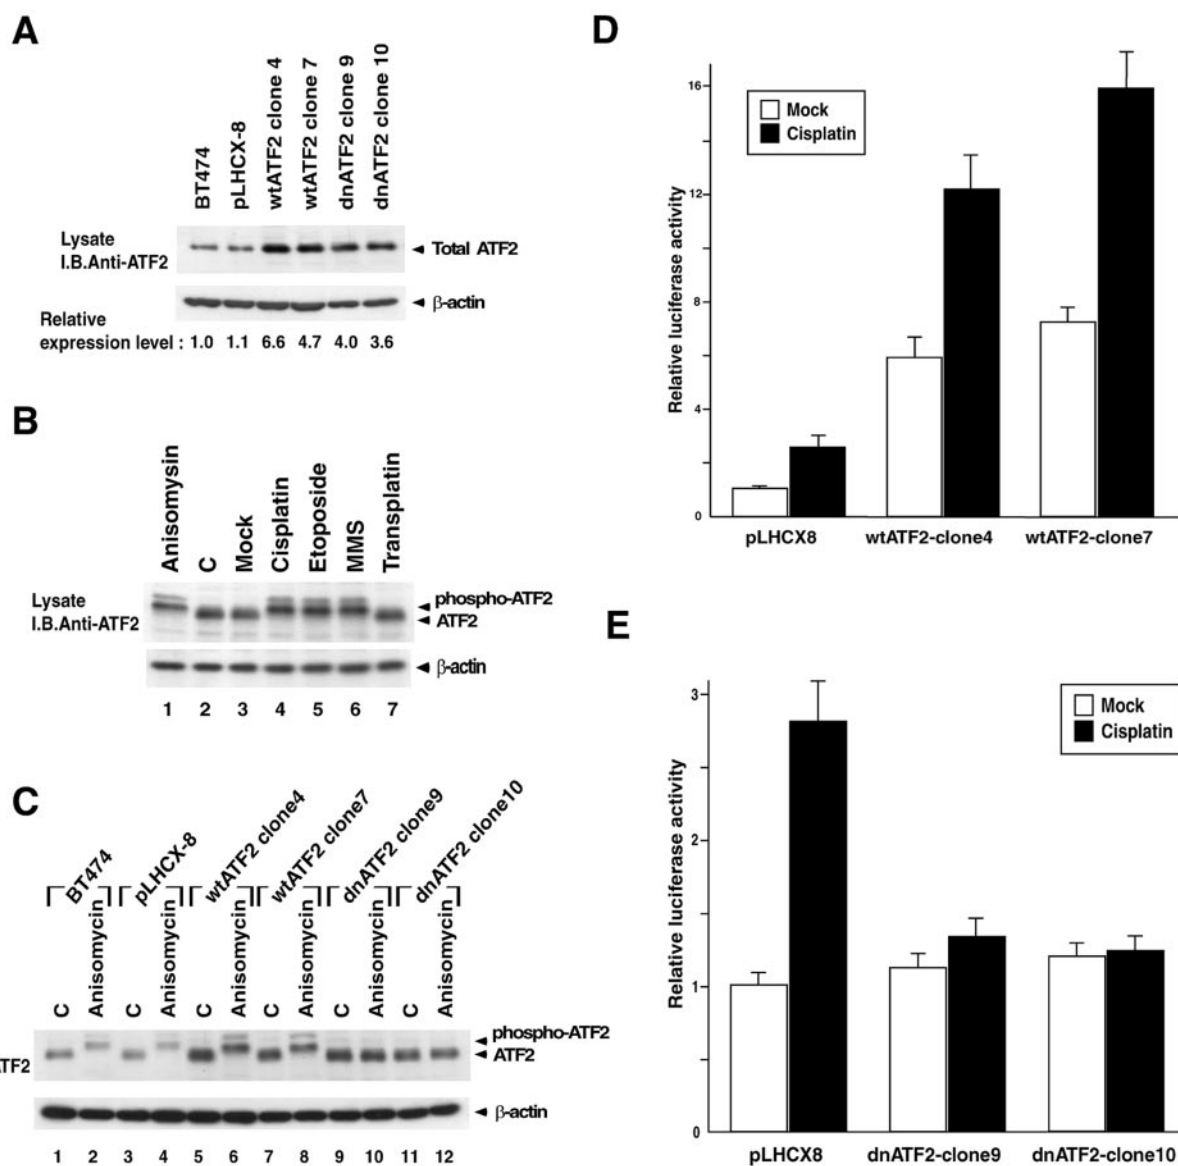 A
BT474
pLHCX-8
wtATF2 clone 4
wtATF2 clone 7
dnATF2 clone 9
dnATF2 clone 10
Lysate
I.B.Anti-ATF2
Total ATF2
β-actin
Relative
expression level : 1.0 1.1 6.6 4.7 4.0 3.6
B
Anisomysin
C
Mock
Cisplatin
Etoposide
MMS
Transplatin
Lysate
I.B.Anti-ATF2
phospho-ATF2
ATF2
β-actin
1 2 3 4 5 6 7
C
BT474
pLHCX-8
wtATF2 clone4
wtATF2 clone7
dnATF2 clone9
dnATF2 clone10
C
Anisomycin
C
Anisomycin
C
Anisomycin
C
Anisomycin
C
Anisomycin
C
Anisomycin
phospho-ATF2
ATF2
ATF2
β-actin
1 2 3 4 5 6 7 8 9 10 11 12
D
Relative luciferase activity
16
12
8
4
0
Mock
Cisplatin
pLHCX8 wtATF2-clone4 wtATF2-clone7
E
Relative luciferase activity
3
2
1
0
Mock
Cisplatin
pLHCX8 dnATF2-clone9 dnATF2-clone10